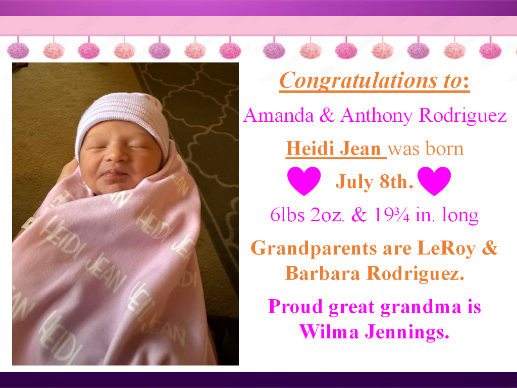 Congratulations to:
Amanda & Anthony Rodriguez
Heidi Jean was born
July 8th.
6lbs 2oz. & 19¾ in. long
Grandparents are LeRoy &
Barbara Rodriguez.
Proud great grandma is
Wilma Jennings.
HEIDI JEAN
HEIDI
HEIDI JEAN
HEIDI